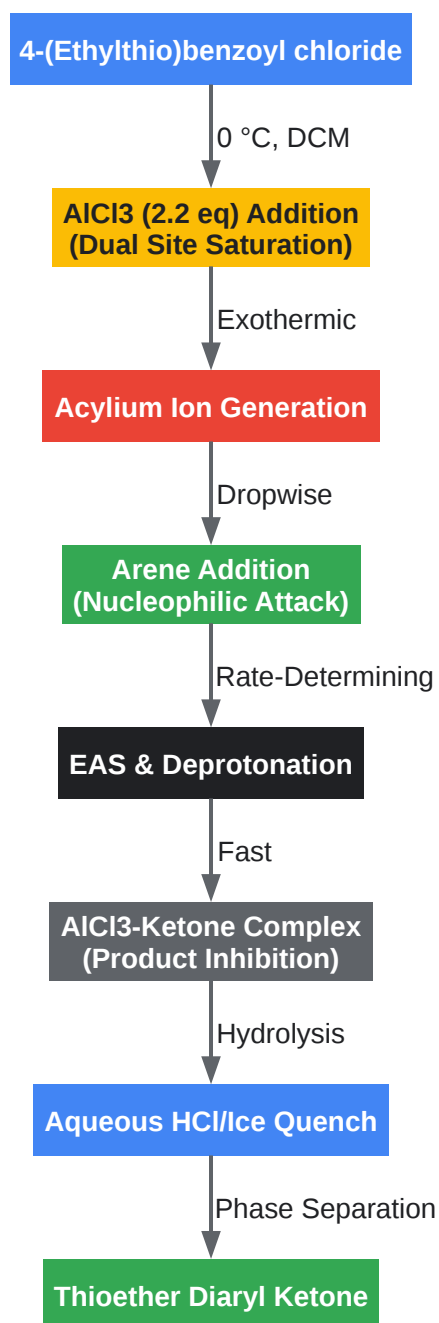 4-(Ethylthio)benzoyl chloride
0 °C, DCM
AlCl3 (2.2 eq) Addition
(Dual Site Saturation)
Exothermic
Acylium Ion Generation
Dropwise
Arene Addition
(Nucleophilic Attack)
Rate-Determining
EAS & Deprotonation
Fast
AlCl3-Ketone Complex
(Product Inhibition)
Hydrolysis
Aqueous HCl/Ice Quench
Phase Separation
Thioether Diaryl Ketone